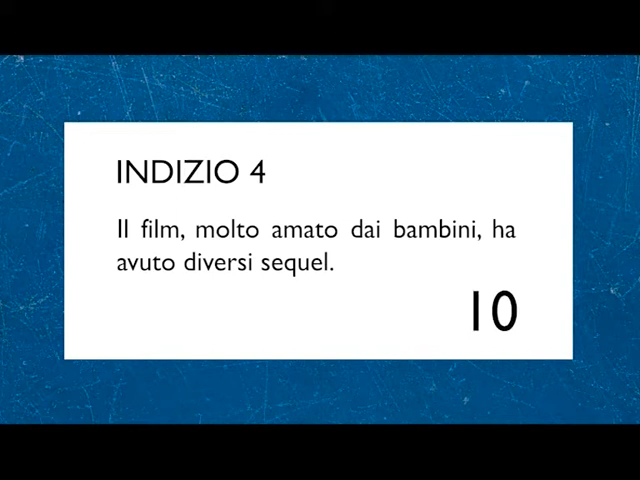 INDIZIO 4
Il film, molto amato dai bambini, ha
avuto diversi sequel.
10